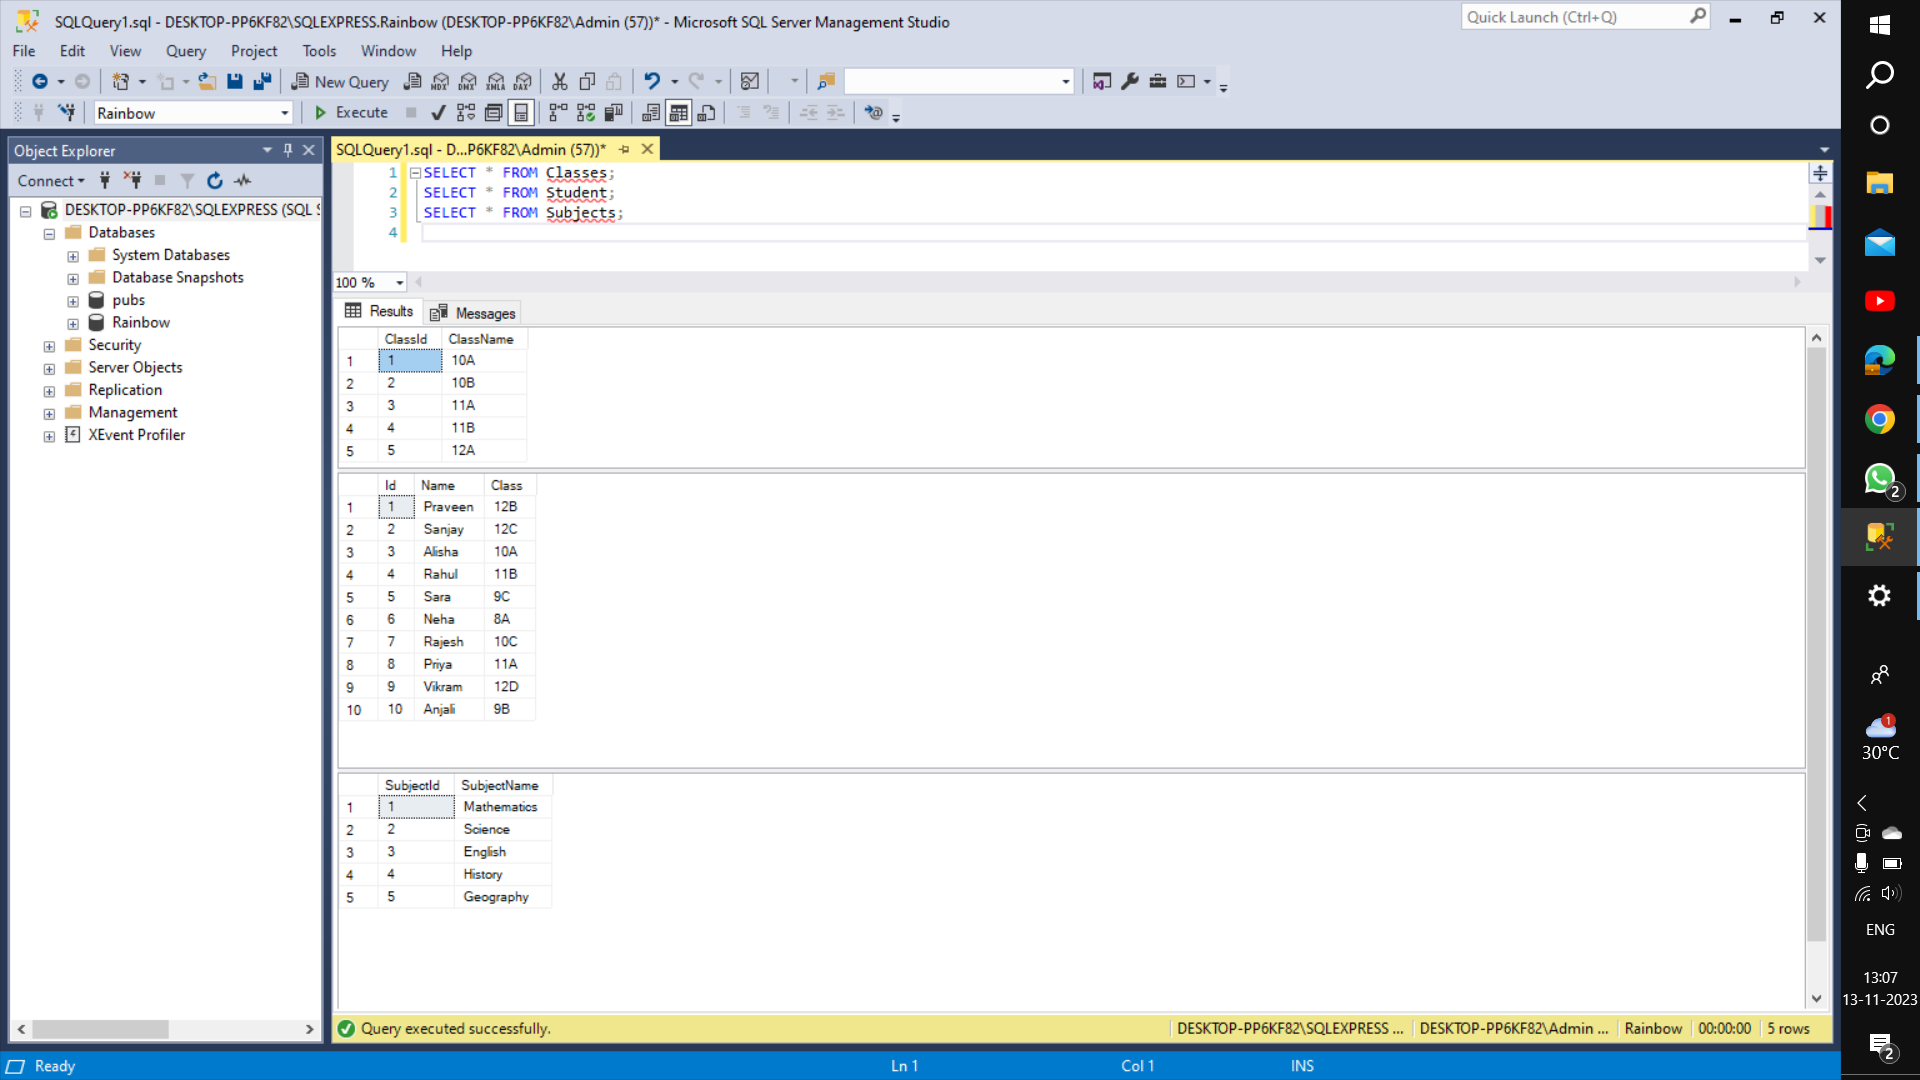 SQLQuery1.sql - DESKTOP-PP6KF82\SQLEXPRESS.Rainbow (DESKTOP-PP6KF82\Admin (57))* - Microsoft SQL Server Management Studio
Quick Launch (Ctrl+Q)
File Edit View Query Project Tools Window Help
New Query MDX DMX XMLA DAX
Rainbow Execute
Object Explorer
Connect
DESKTOP-PP6KF82\SQLEXPRESS (SQL S
Databases
System Databases
Database Snapshots
pubs
Rainbow
Security
Server Objects
Replication
Management
XEvent Profiler
SQLQuery1.sql - D...P6KF82\Admin (57))*
1 SELECT * FROM Classes;
2 SELECT * FROM Student;
3 SELECT * FROM Subjects;
4
100 %
Results Messages
ClassId ClassName
1 1 10A
2 2 10B
3 3 11A
4 4 11B
5 5 12A
Id Name Class
1 1 Praveen 12B
2 2 Sanjay 12C
3 3 Alisha 10A
4 4 Rahul 11B
5 5 Sara 9C
6 6 Neha 8A
7 7 Rajesh 10C
8 8 Priya 11A
9 9 Vikram 12D
10 10 Anjali 9B
SubjectId SubjectName
1 1 Mathematics
2 2 Science
3 3 English
4 4 History
5 5 Geography
Query executed successfully.
DESKTOP-PP6KF82\SQLEXPRESS ... DESKTOP-PP6KF82\Admin ... Rainbow 00:00:00 5 rows
Ready Ln 1 Col 1 INS
2
1
30°C
ENG
13:07
13-11-2023
2